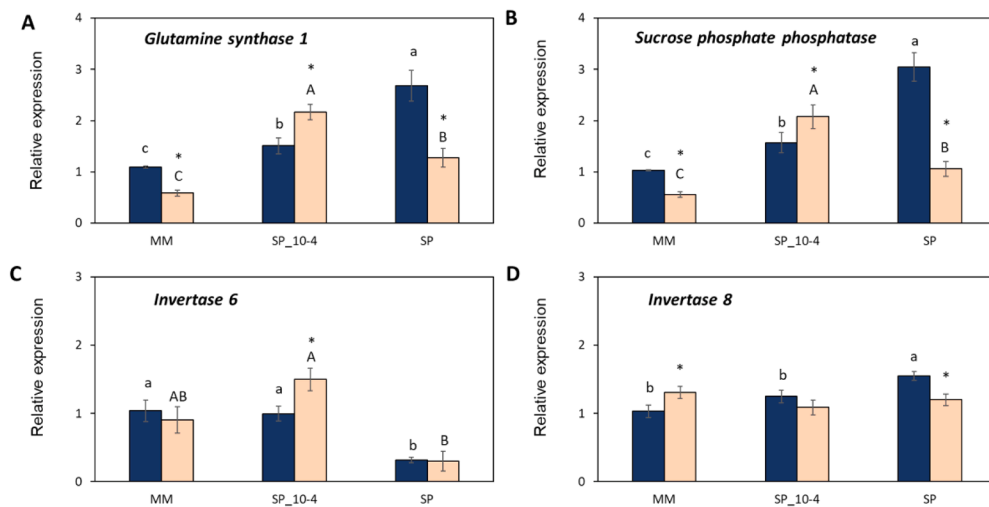 A
Glutamine synthase 1
Relative expression
4
3
2
1
0
c
*
C
b
*
A
a
*
B
MM
SP_10-4
SP
B
Sucrose phosphate phosphatase
Relative expression
4
3
2
1
0
c
*
C
b
*
A
a
*
B
MM
SP_10-4
SP
C
Invertase 6
Relative expression
3
2
1
0
a
AB
a
*
A
b
B
MM
SP_10-4
SP
D
Invertase 8
Relative expression
3
2
1
0
b
*
b
a
*
MM
SP_10-4
SP